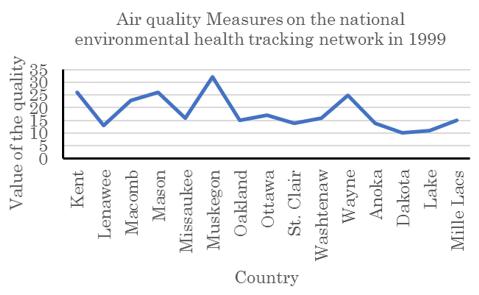 Air quality Measures on the national
environmental health tracking network in 1999
Value of the quality
35
30
25
20
15
10
5
0
Kent
Lenawee
Macomb
Mason
Missaukee
Muskegon
Oakland
Ottawa
St. Clair
Washtenaw
Wayne
Anoka
Dakota
Lake
Mille Lacs
Country